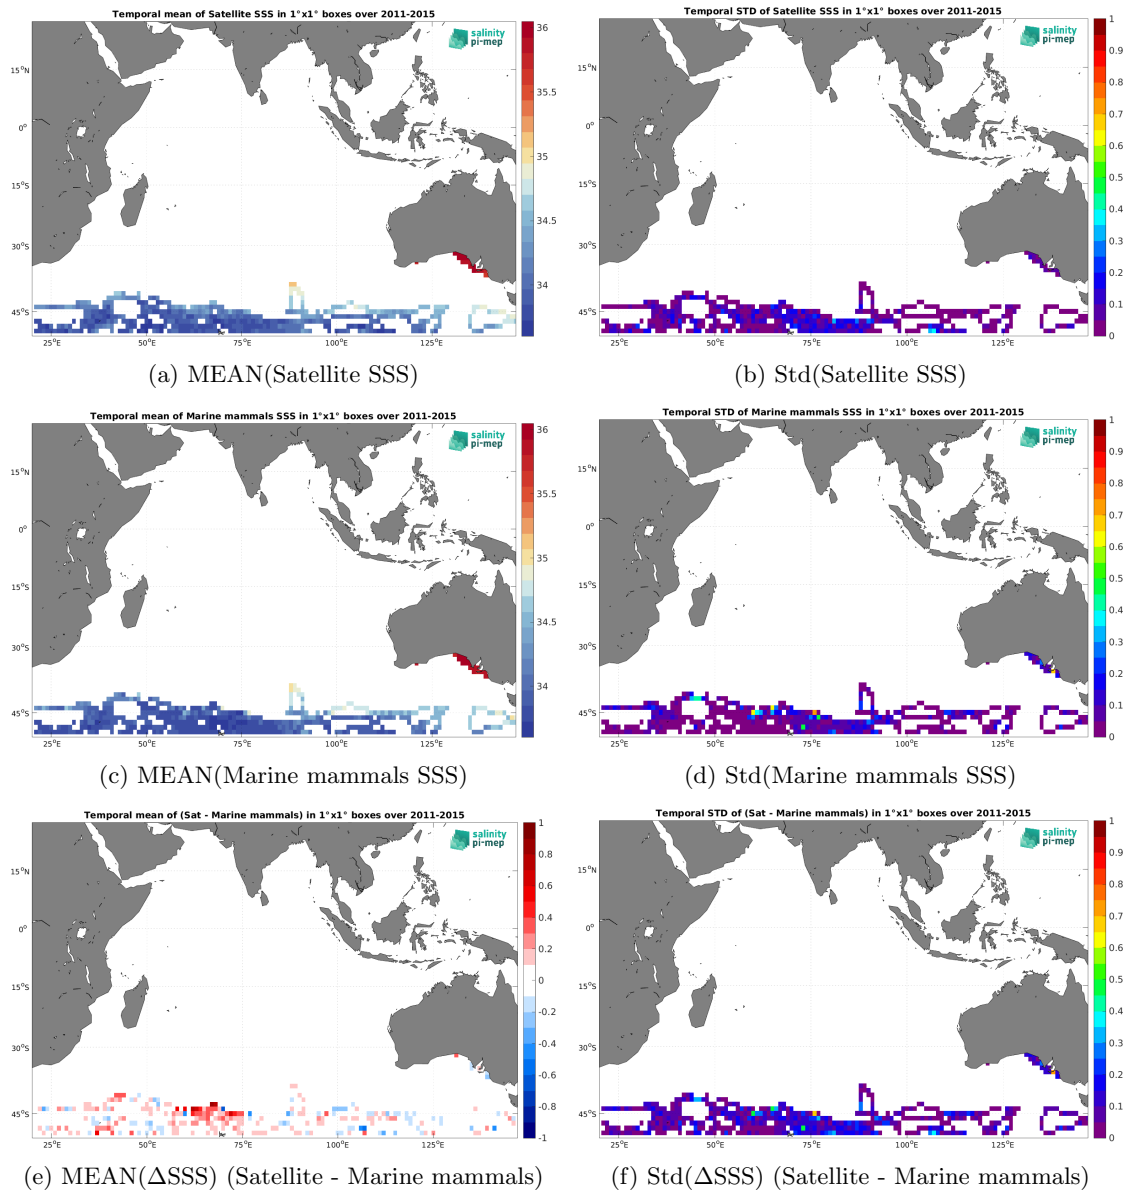 Temporal mean of Satellite SSS in 1°x1° boxes over 2011-2015
salinity
pi-mep
15°N
0°
15°S
30°S
45°S
25°E 50°E 75°E 100°E 125°E
36
35.5
35
34.5
34
(a) MEAN(Satellite SSS)
Temporal STD of Satellite SSS in 1°x1° boxes over 2011-2015
salinity
pi-mep
15°N
0°
15°S
30°S
45°S
25°E 50°E 75°E 100°E 125°E
1
0.9
0.8
0.7
0.6
0.5
0.4
0.3
0.2
0.1
0
(b) Std(Satellite SSS)
Temporal mean of Marine mammals SSS in 1°x1° boxes over 2011-2015
salinity
pi-mep
15°N
0°
15°S
30°S
45°S
25°E 50°E 75°E 100°E 125°E
36
35.5
35
34.5
34
(c) MEAN(Marine mammals SSS)
Temporal STD of Marine mammals SSS in 1°x1° boxes over 2011-2015
salinity
pi-mep
15°N
0°
15°S
30°S
45°S
25°E 50°E 75°E 100°E 125°E
1
0.9
0.8
0.7
0.6
0.5
0.4
0.3
0.2
0.1
0
(d) Std(Marine mammals SSS)
Temporal mean of (Sat - Marine mammals) in 1°x1° boxes over 2011-2015
salinity
pi-mep
15°N
0°
15°S
30°S
45°S
25°E 50°E 75°E 100°E 125°E
1
0.8
0.6
0.4
0.2
0
-0.2
-0.4
-0.6
-0.8
-1
(e) MEAN(ΔSSS) (Satellite - Marine mammals)
Temporal STD of (Sat - Marine mammals) in 1°x1° boxes over 2011-2015
salinity
pi-mep
15°N
0°
15°S
30°S
45°S
25°E 50°E 75°E 100°E 125°E
1
0.9
0.8
0.7
0.6
0.5
0.4
0.3
0.2
0.1
0
(f) Std(ΔSSS) (Satellite - Marine mammals)